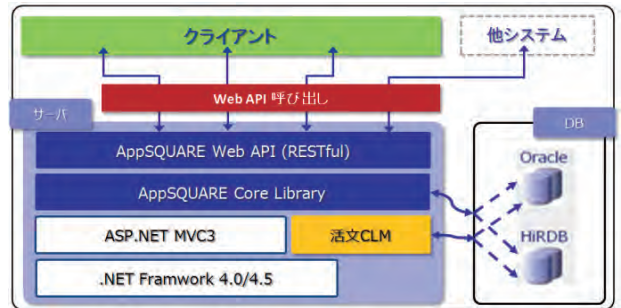 クライアント
他システム
Web API 呼び出し
サーバ
DB
AppSQUARE Web API (RESTful)
AppSQUARE Core Library
ASP.NET MVC3
活文CLM
.NET Framwork 4.0/4.5
Oracle
HiRDB